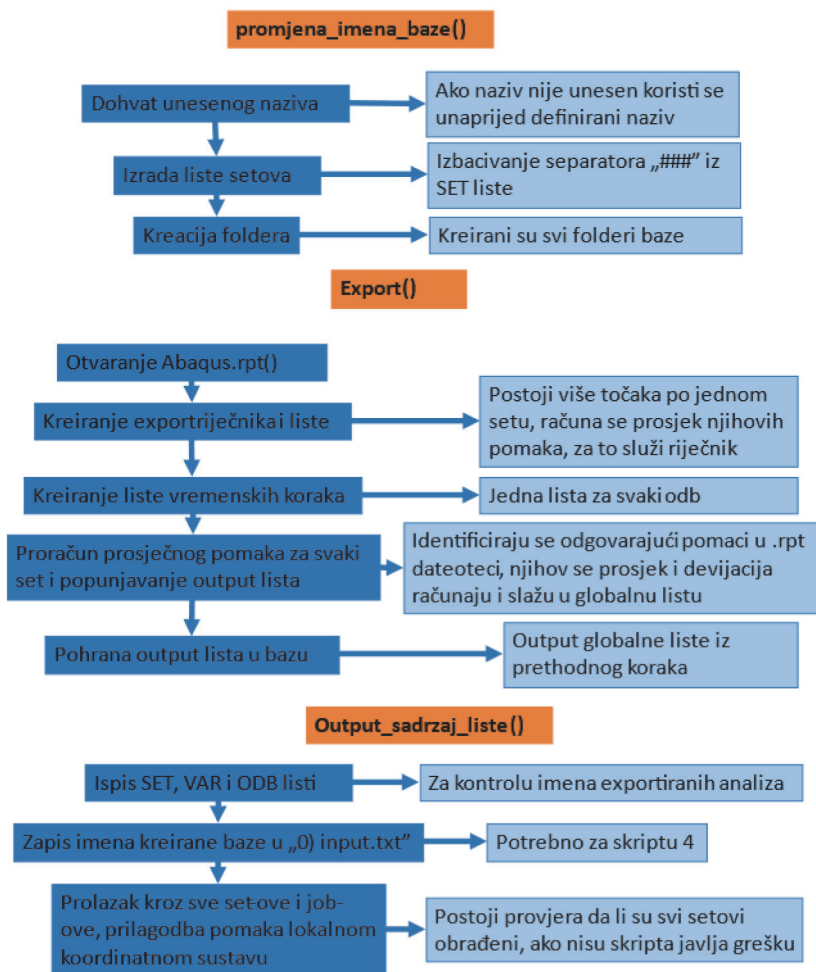 promjena_imena_baze()
Dohvat unesenog naziva
Ako naziv nije unesen koristi se
unaprijed definirani naziv
Izrada liste setova
Izbacivanje separatora „###” iz
SET liste
Kreacija foldera
Kreirani su svi folderi baze
Export()
Otvaranje Abaqus.rpt()
Kreiranje exportriječnika i liste
Postoji više točaka po jednom
setu, računa se prosjek njihovih
pomaka, za to služi riječnik
Kreiranje liste vremenskih koraka
Jedna lista za svaki odb
Proračun prosječnog pomaka za svaki
set i popunjavanje output lista
Identificiraju se odgovarajući pomaci u .rpt
dateoteci, njihov se prosjek i devijacija
računaju i slažu u globalnu listu
Pohrana output lista u bazu
Output globalne liste iz
prethodnog koraka
Output_sadrzaj_liste()
Ispis SET, VAR i ODB listi
Za kontrolu imena exportiranih analiza
Zapis imena kreirane baze u „0) input.txt”
Potrebno za skriptu 4
Prolazak kroz sve set-ove i job-
ove, prilagodba pomaka lokalnom
koordinatnom sustavu
Postoji provjera da li su svi setovi
obrađeni, ako nisu skripta javlja grešku